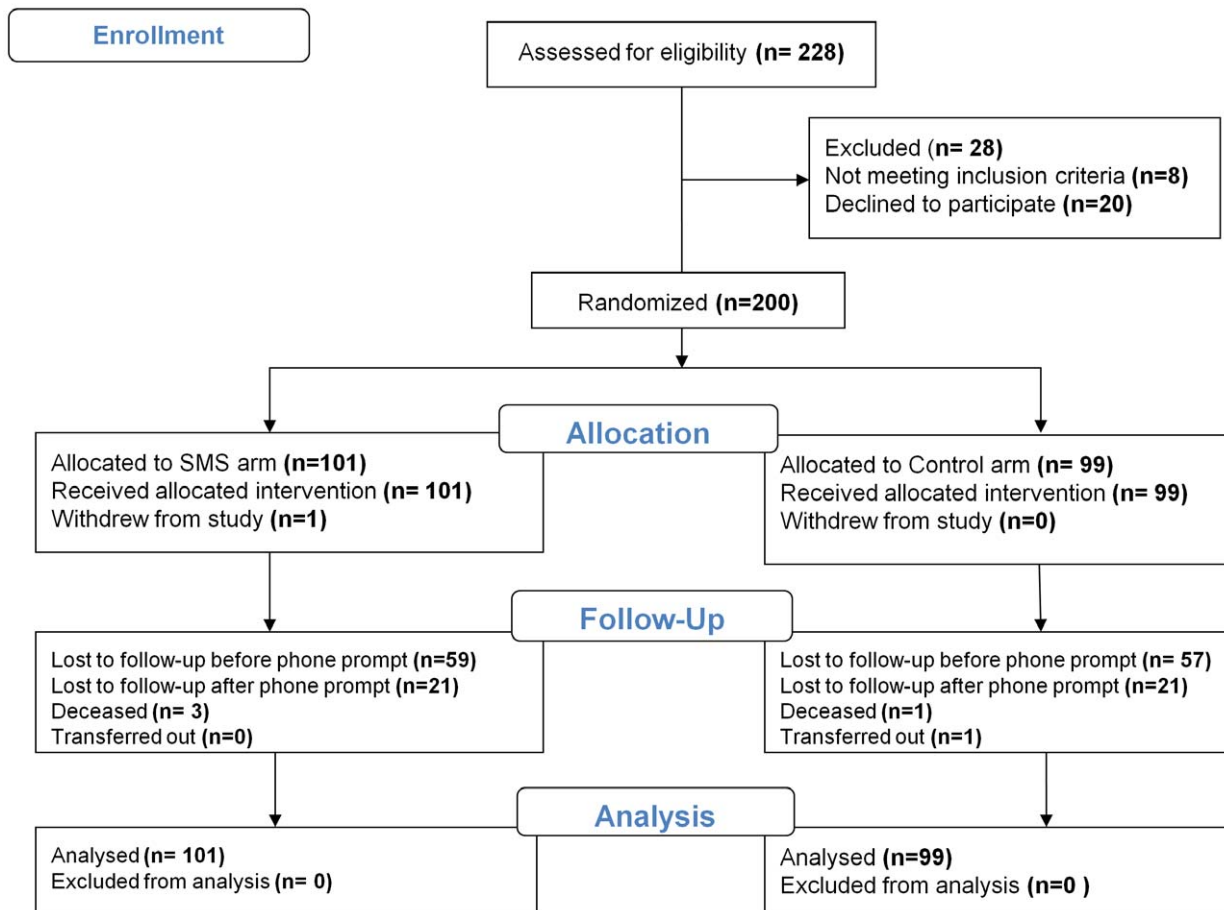 Enrollment
Assessed for eligibility (n= 228)
Excluded (n= 28)
Not meeting inclusion criteria (n=8)
Declined to participate (n=20)
Randomized (n=200)
Allocation
Allocated to SMS arm (n=101)
Received allocated intervention (n= 101)
Withdrew from study (n=1)
Allocated to Control arm (n= 99)
Received allocated intervention (n= 99)
Withdrew from study (n=0)
Follow-Up
Lost to follow-up before phone prompt (n=59)
Lost to follow-up after phone prompt (n=21)
Deceased (n= 3)
Transferred out (n=0)
Lost to follow-up before phone prompt (n= 57)
Lost to follow-up after phone prompt (n=21)
Deceased (n=1)
Transferred out (n=1)
Analysis
Analysed (n= 101)
Excluded from analysis (n= 0)
Analysed (n=99)
Excluded from analysis (n=0 )